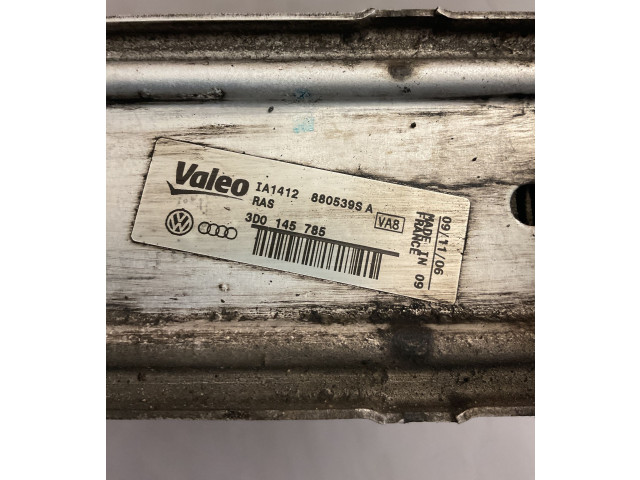 Valeo
IA1412 880539S A
RAS
VA8
3D0 145 785
09/11/06
MADE IN 09
FRANCE